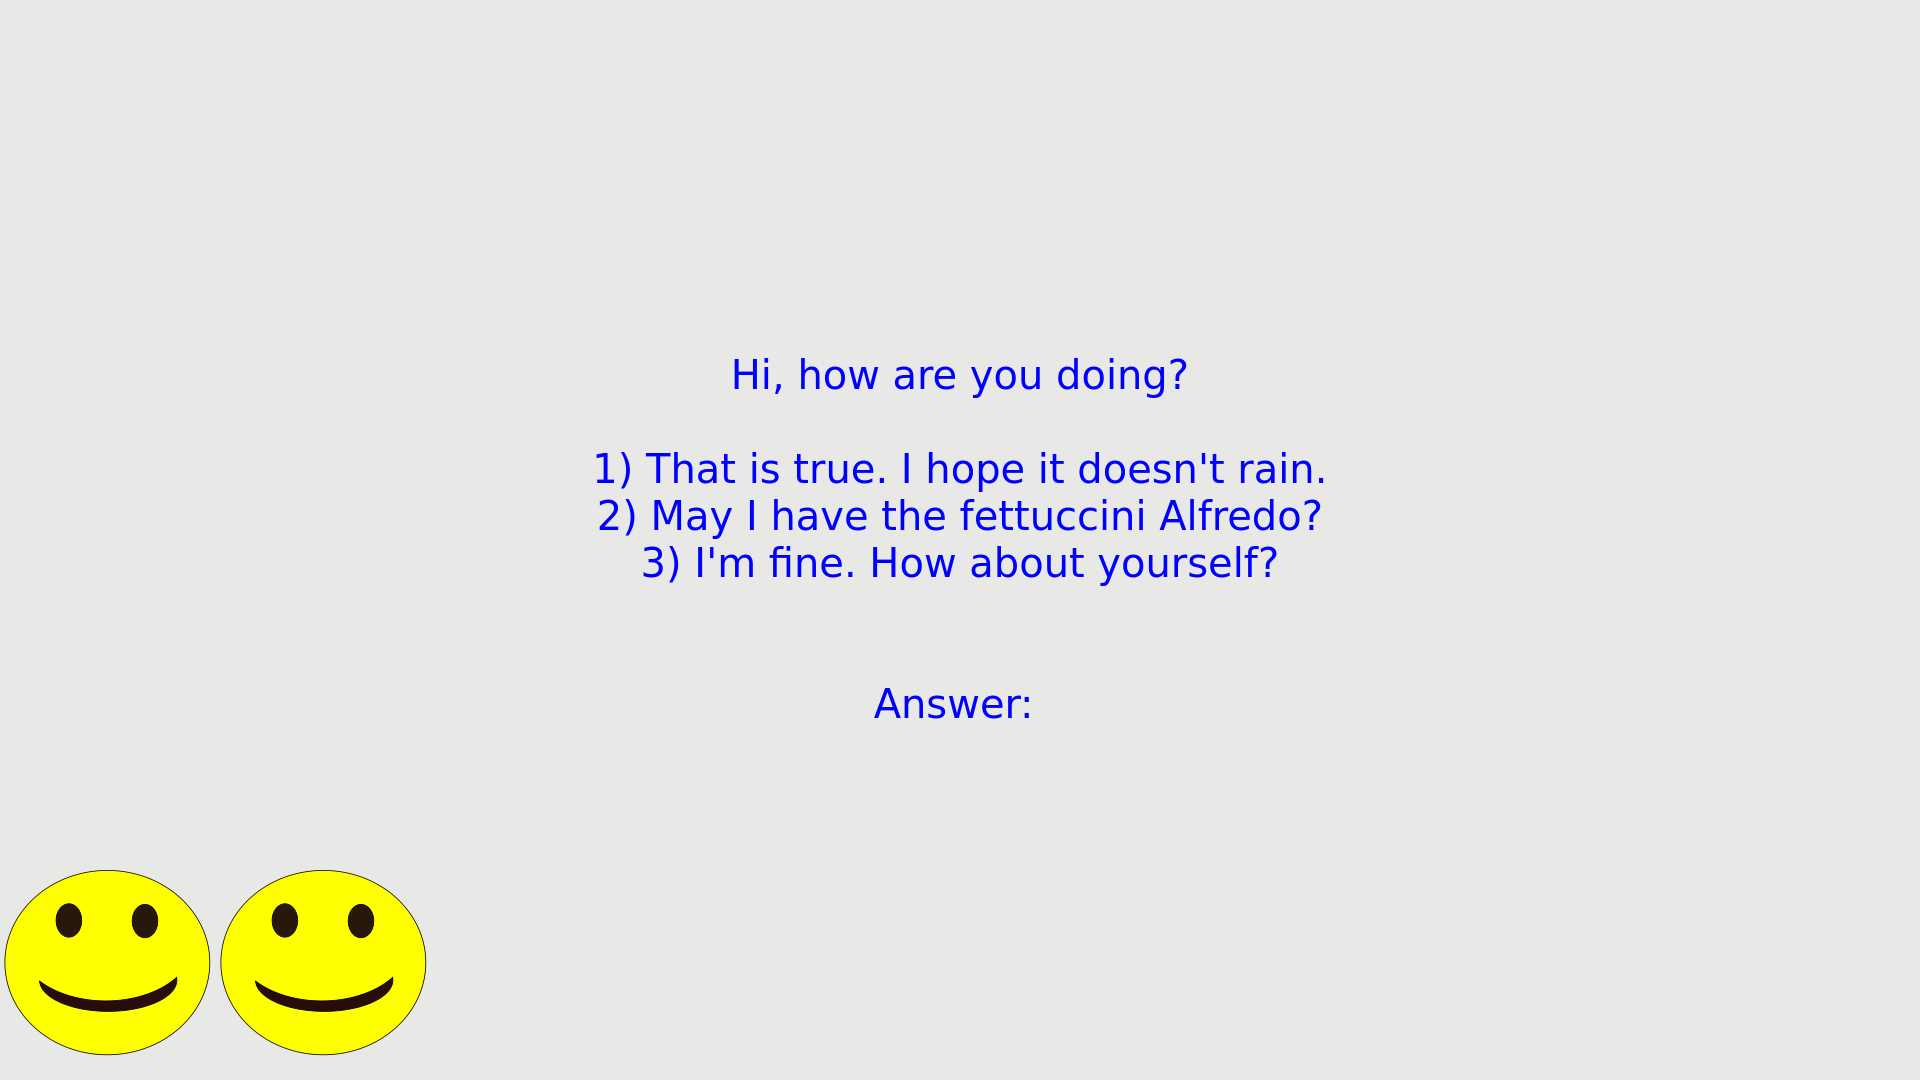 Hi, how are you doing?
1) That is true. I hope it doesn't rain.
2) May I have the fettuccini Alfredo?
3) I'm fine. How about yourself?
Answer: